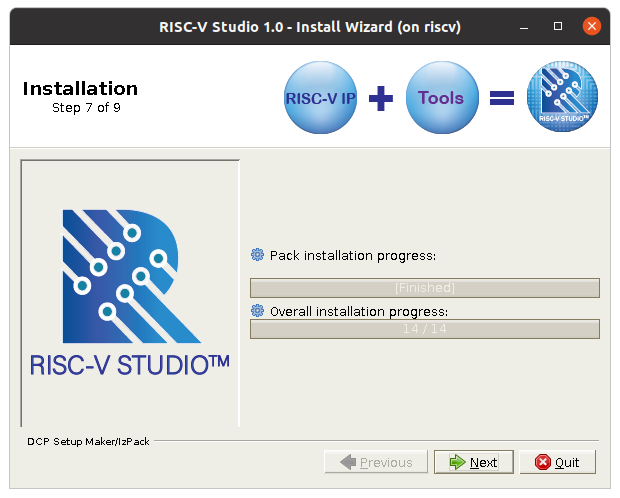 RISC-V Studio 1.0 - Install Wizard (on riscv)
Installation
Step 7 of 9
RISC-V IP + Tools = RISC-V STUDIO™
RISC-V STUDIO™
Pack installation progress:
[Finished]
Overall installation progress:
14 / 14
DCP Setup Maker/IzPack
Previous Next Quit